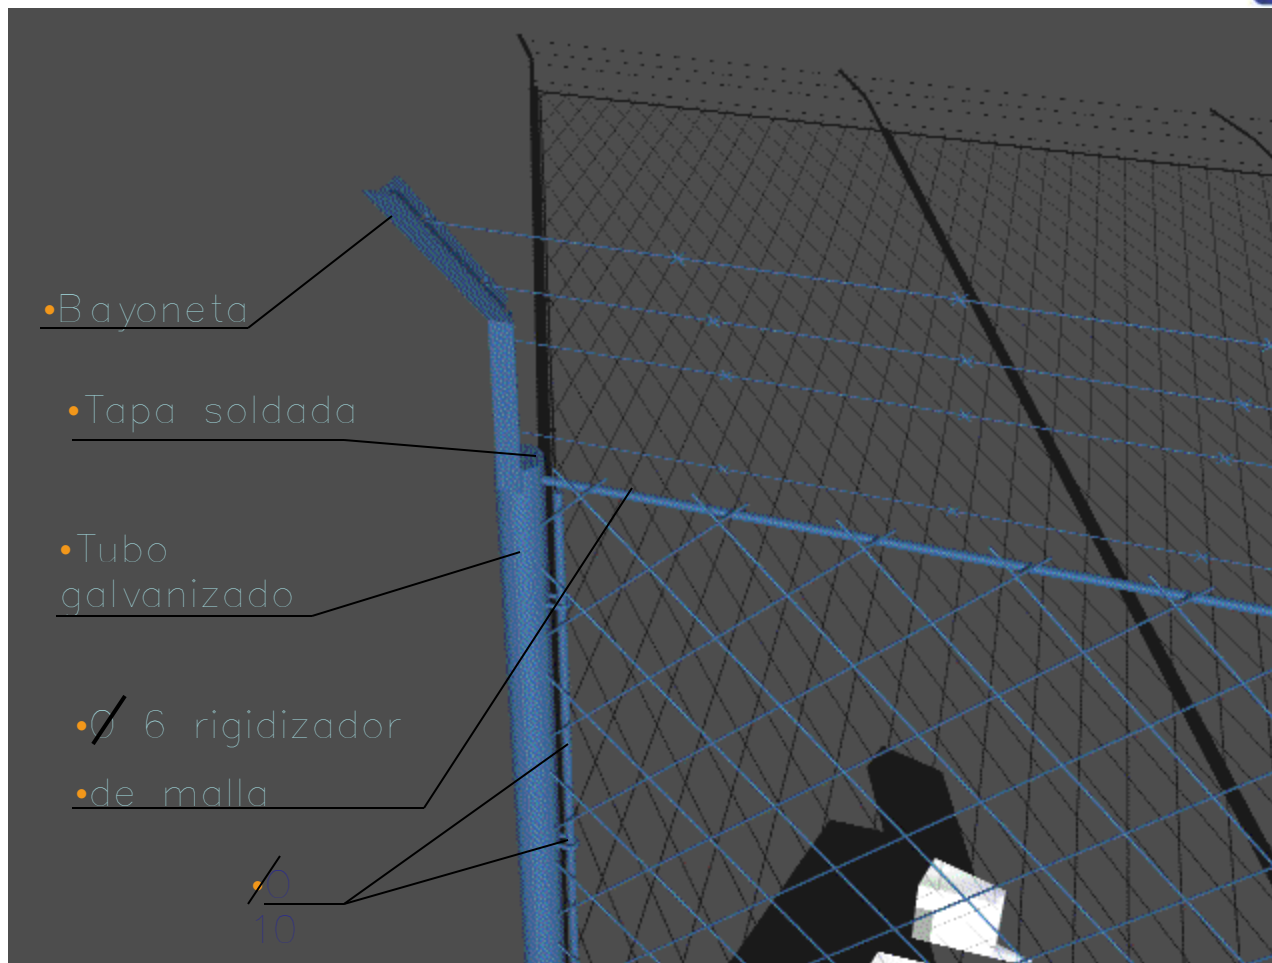 •Bayoneta
•Tapa soldada
•Tubo
galvanizado
•Ø 6 rigidizador
•de malla
•Ø
10